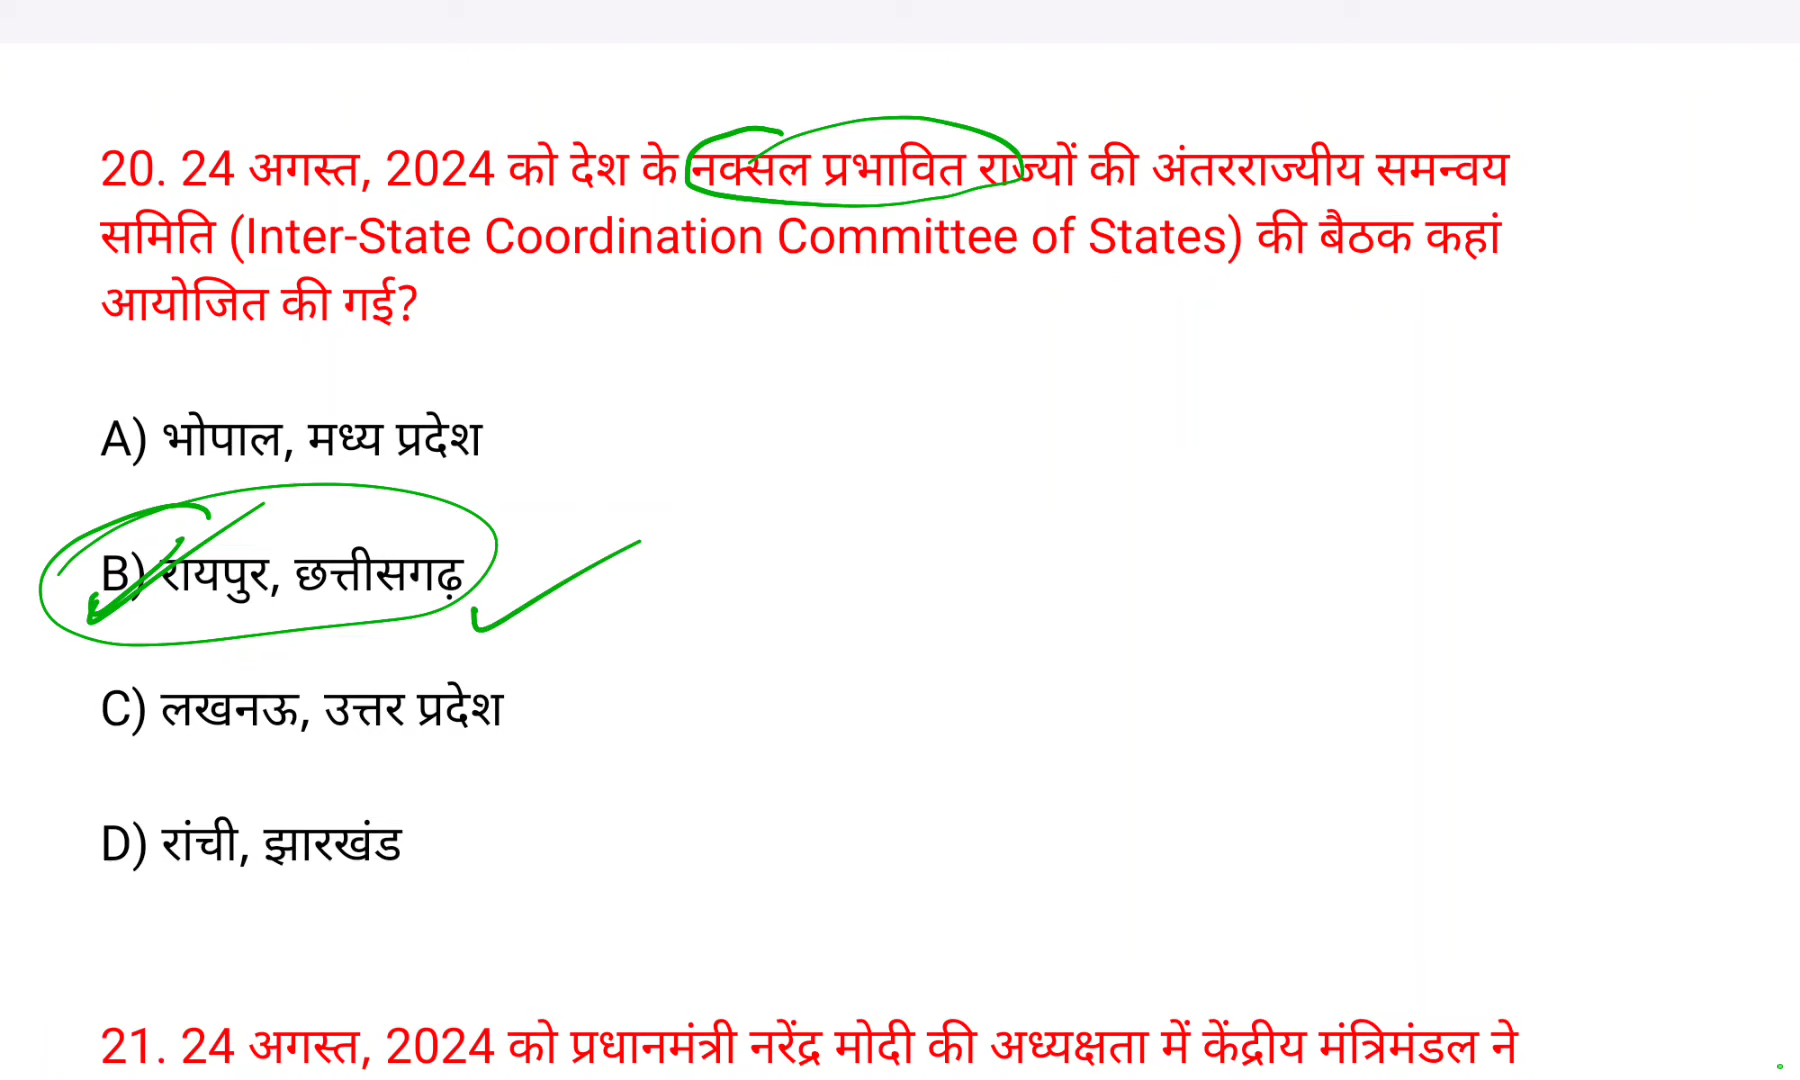 20. 24 अगस्त, 2024 को देश के नक्सल प्रभावित राज्यों की अंतरराज्यीय समन्वय
समिति (Inter-State Coordination Committee of States) की बैठक कहां
आयोजित की गई?
A) भोपाल, मध्य प्रदेश
B) रायपुर, छत्तीसगढ़
C) लखनऊ, उत्तर प्रदेश
D) रांची, झारखंड
21. 24 अगस्त, 2024 को प्रधानमंत्री नरेंद्र मोदी की अध्यक्षता में केंद्रीय मंत्रिमंडल ने